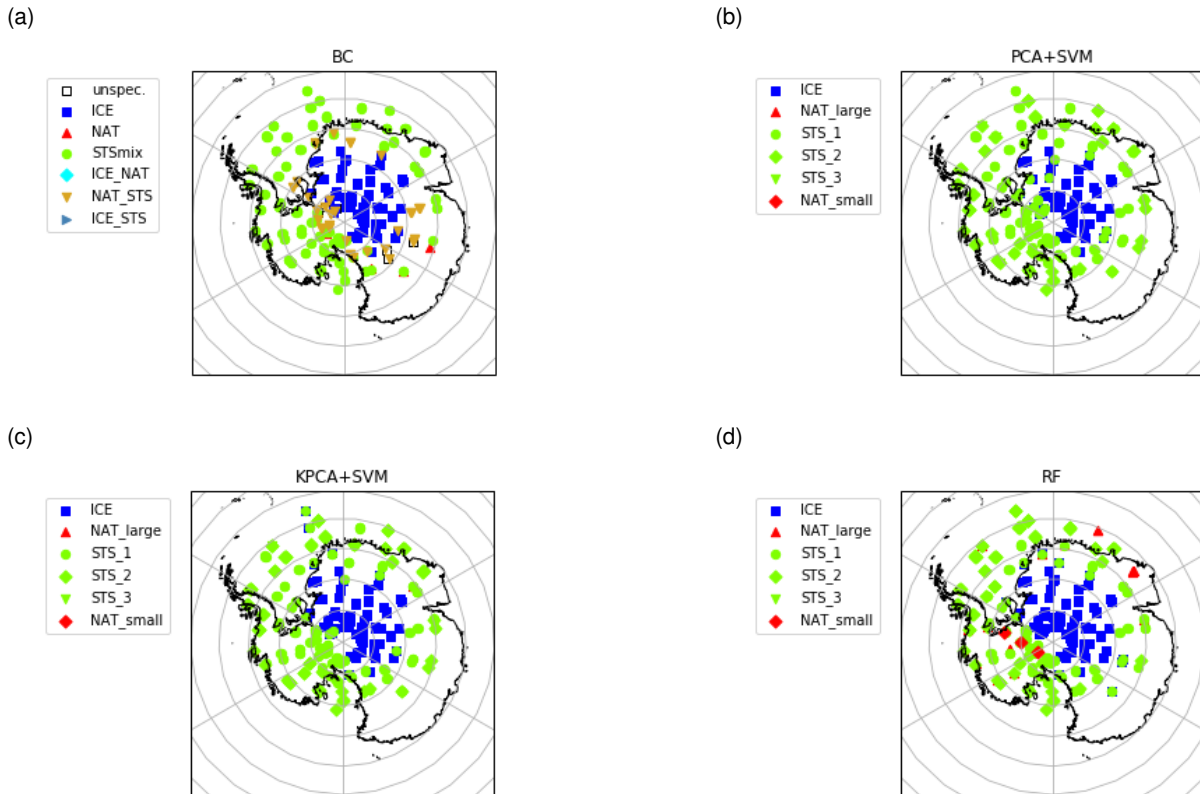 (a)
BC
unspec.
ICE
NAT
STSmix
ICE_NAT
NAT_STS
ICE_STS
(b)
PCA+SVM
ICE
NAT_large
STS_1
STS_2
STS_3
NAT_small
(c)
KPCA+SVM
ICE
NAT_large
STS_1
STS_2
STS_3
NAT_small
(d)
RF
ICE
NAT_large
STS_1
STS_2
STS_3
NAT_small